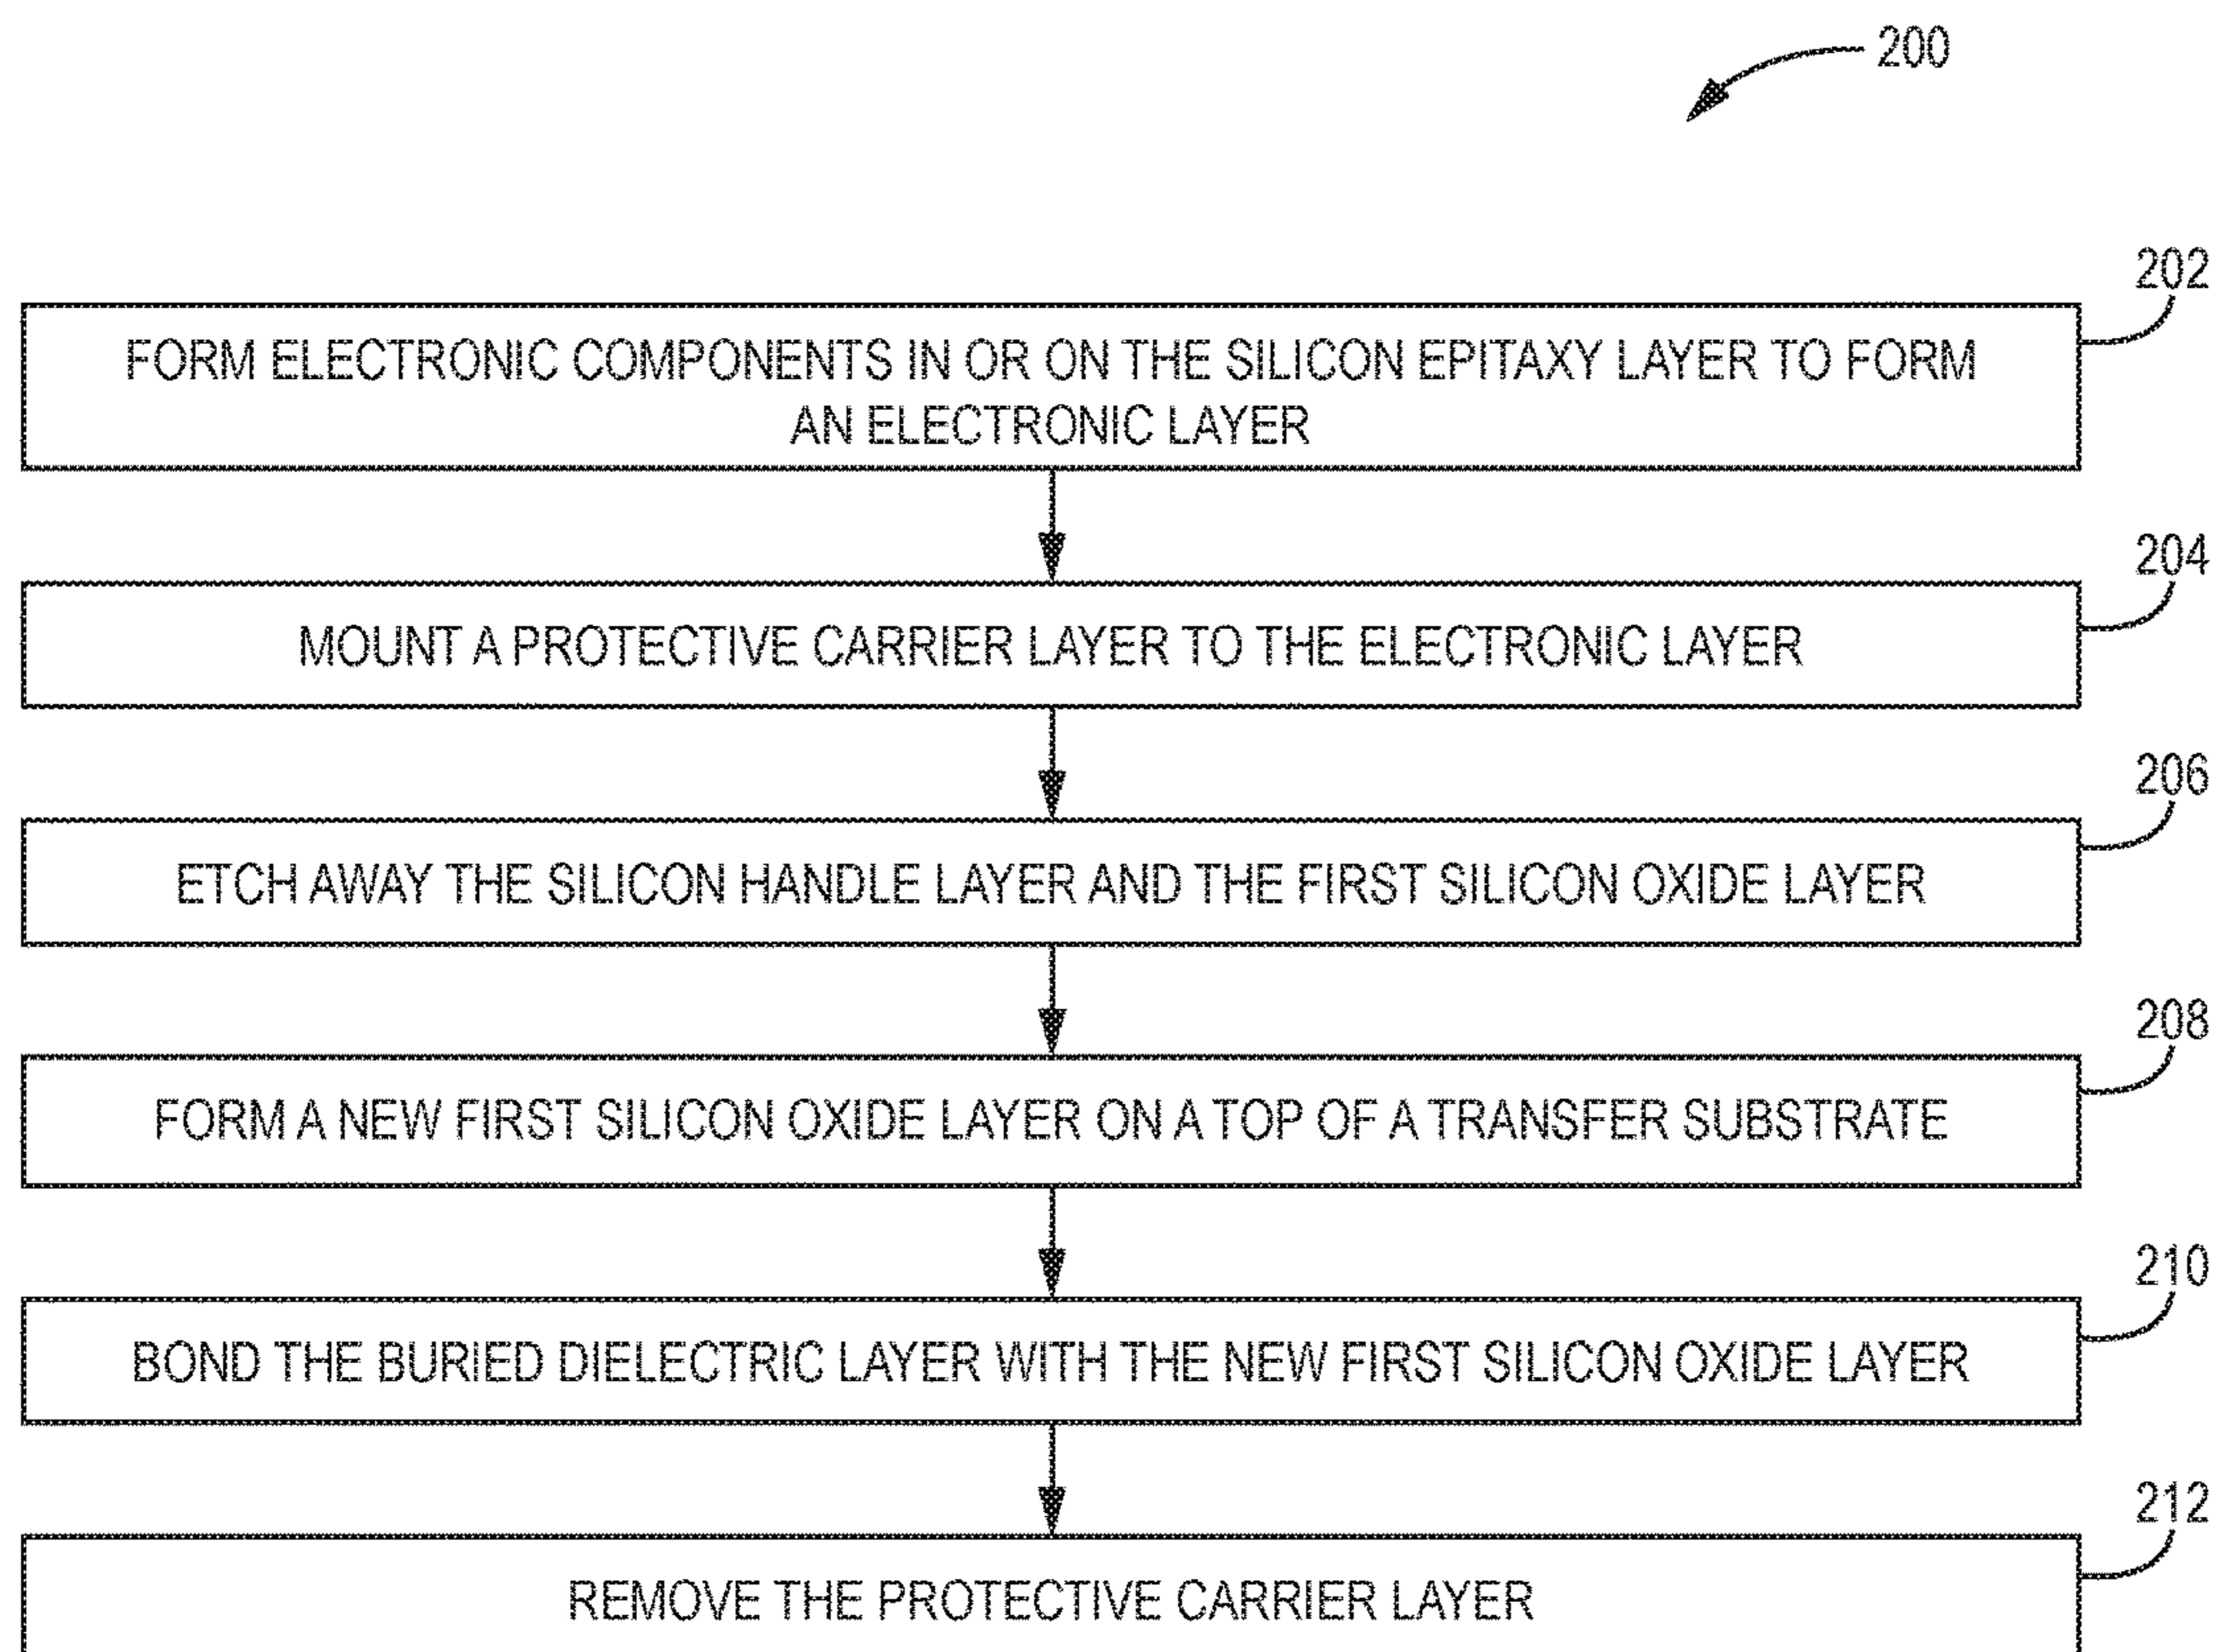 200
202
FORM ELECTRONIC COMPONENTS IN OR ON THE SILICON EPITAXY LAYER TO FORM
AN ELECTRONIC LAYER
204
MOUNT A PROTECTIVE CARRIER LAYER TO THE ELECTRONIC LAYER
206
ETCH AWAY THE SILICON HANDLE LAYER AND THE FIRST SILICON OXIDE LAYER
208
FORM A NEW FIRST SILICON OXIDE LAYER ON A TOP OF A TRANSFER SUBSTRATE
210
BOND THE BURIED DIELECTRIC LAYER WITH THE NEW FIRST SILICON OXIDE LAYER
212
REMOVE THE PROTECTIVE CARRIER LAYER